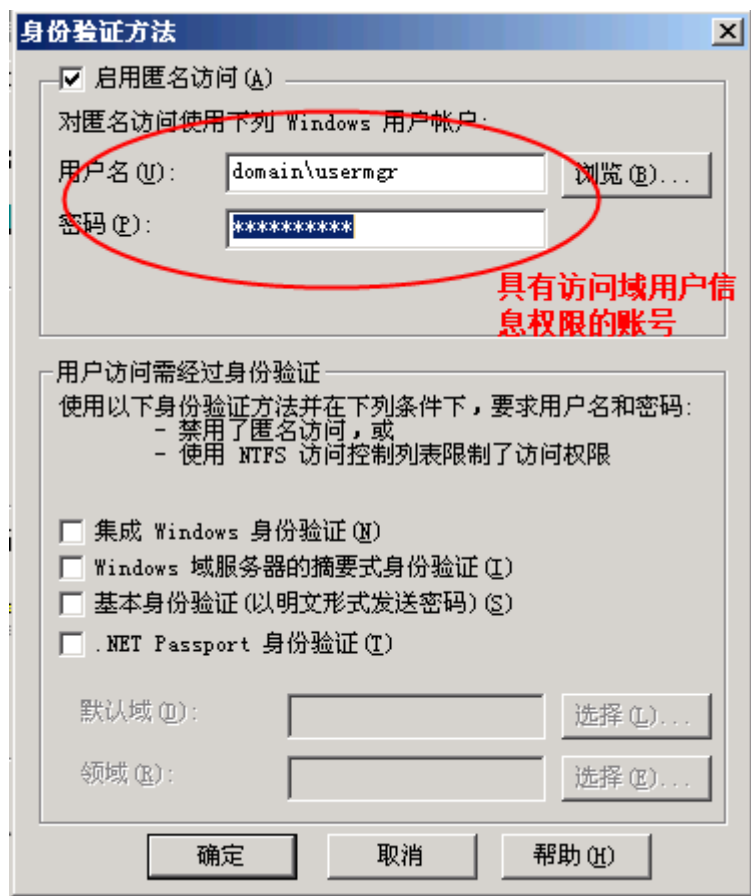 身份验证方法
启用匿名访问(A)
对匿名访问使用下列 Windows 用户帐户:
用户名(U): domain\usermgr 浏览(B)...
密码(P): **********
具有访问域用户信
息权限的账号
用户访问需经过身份验证
使用以下身份验证方法并在下列条件下，要求用户名和密码:
- 禁用了匿名访问，或
- 使用 NTFS 访问控制列表限制了访问权限
集成 Windows 身份验证(N)
Windows 域服务器的摘要式身份验证(I)
基本身份验证(以明文形式发送密码)(S)
.NET Passport 身份验证(T)
默认域(D): 选择(L)...
领域(R): 选择(E)...
确定 取消 帮助(H)